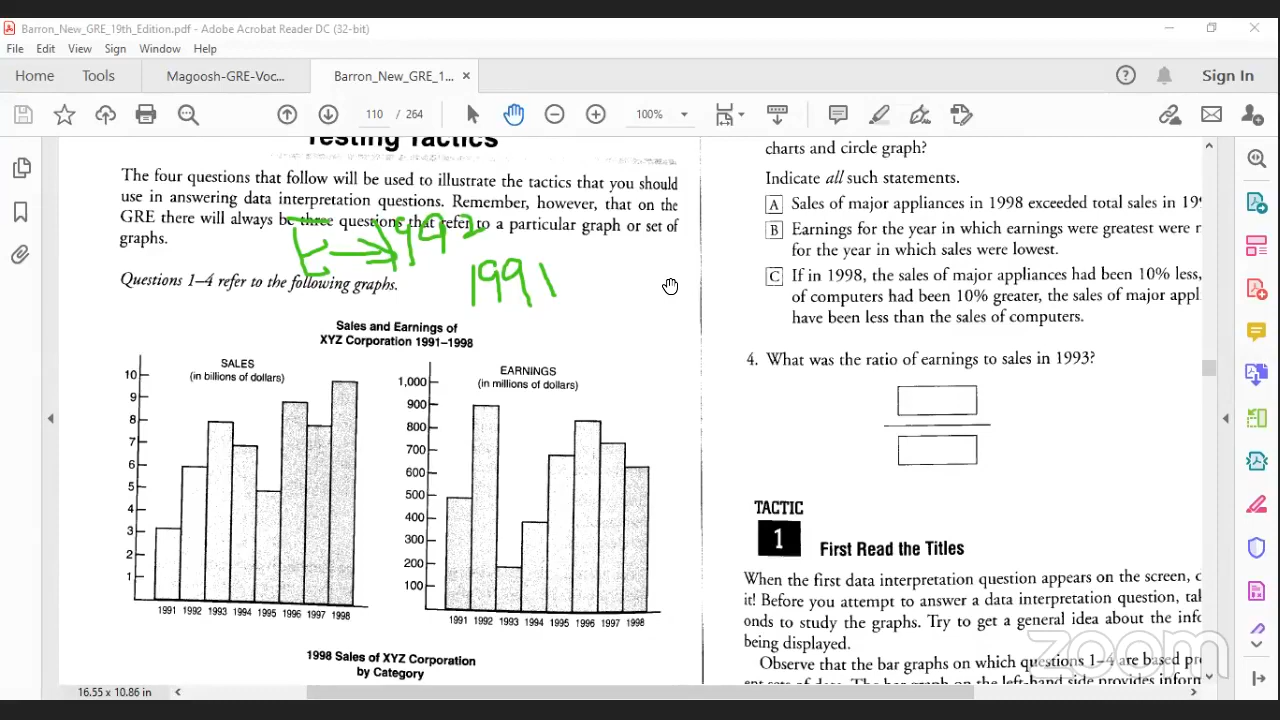 Barron_New_GRE_19th_Edition.pdf - Adobe Acrobat Reader DC (32-bit)
File Edit View Sign Window Help
Home Tools Magoosh-GRE-Voc... Barron_New_GRE_1... × Sign In
110 / 264 100%
Testing Tactics
The four questions that follow will be used to illustrate the tactics that you should
use in answering data interpretation questions. Remember, however, that on the
GRE there will always be three questions that refer to a particular graph or set of
graphs.
E → 1992
1991
Questions 1–4 refer to the following graphs.
Sales and Earnings of
XYZ Corporation 1991–1998
SALES
(in billions of dollars)
10
9
8
7
6
5
4
3
2
1
1991 1992 1993 1994 1995 1996 1997 1998
EARNINGS
(in millions of dollars)
1,000
900
800
700
600
500
400
300
200
100
1991 1992 1993 1994 1995 1996 1997 1998
1998 Sales of XYZ Corporation
by Category
charts and circle graph?
Indicate all such statements.
A Sales of major appliances in 1998 exceeded total sales in 19
B Earnings for the year in which earnings were greatest were
for the year in which sales were lowest.
C If in 1998, the sales of major appliances had been 10% less,
of computers had been 10% greater, the sales of major appl
have been less than the sales of computers.
4. What was the ratio of earnings to sales in 1993?
TACTIC
1 First Read the Titles
When the first data interpretation question appears on the screen,
it! Before you attempt to answer a data interpretation question, tak
onds to study the graphs. Try to get a general idea about the info
being displayed.
Observe that the bar graphs on which questions 1–4 are based pr
16.55 x 10.86 in
zoom